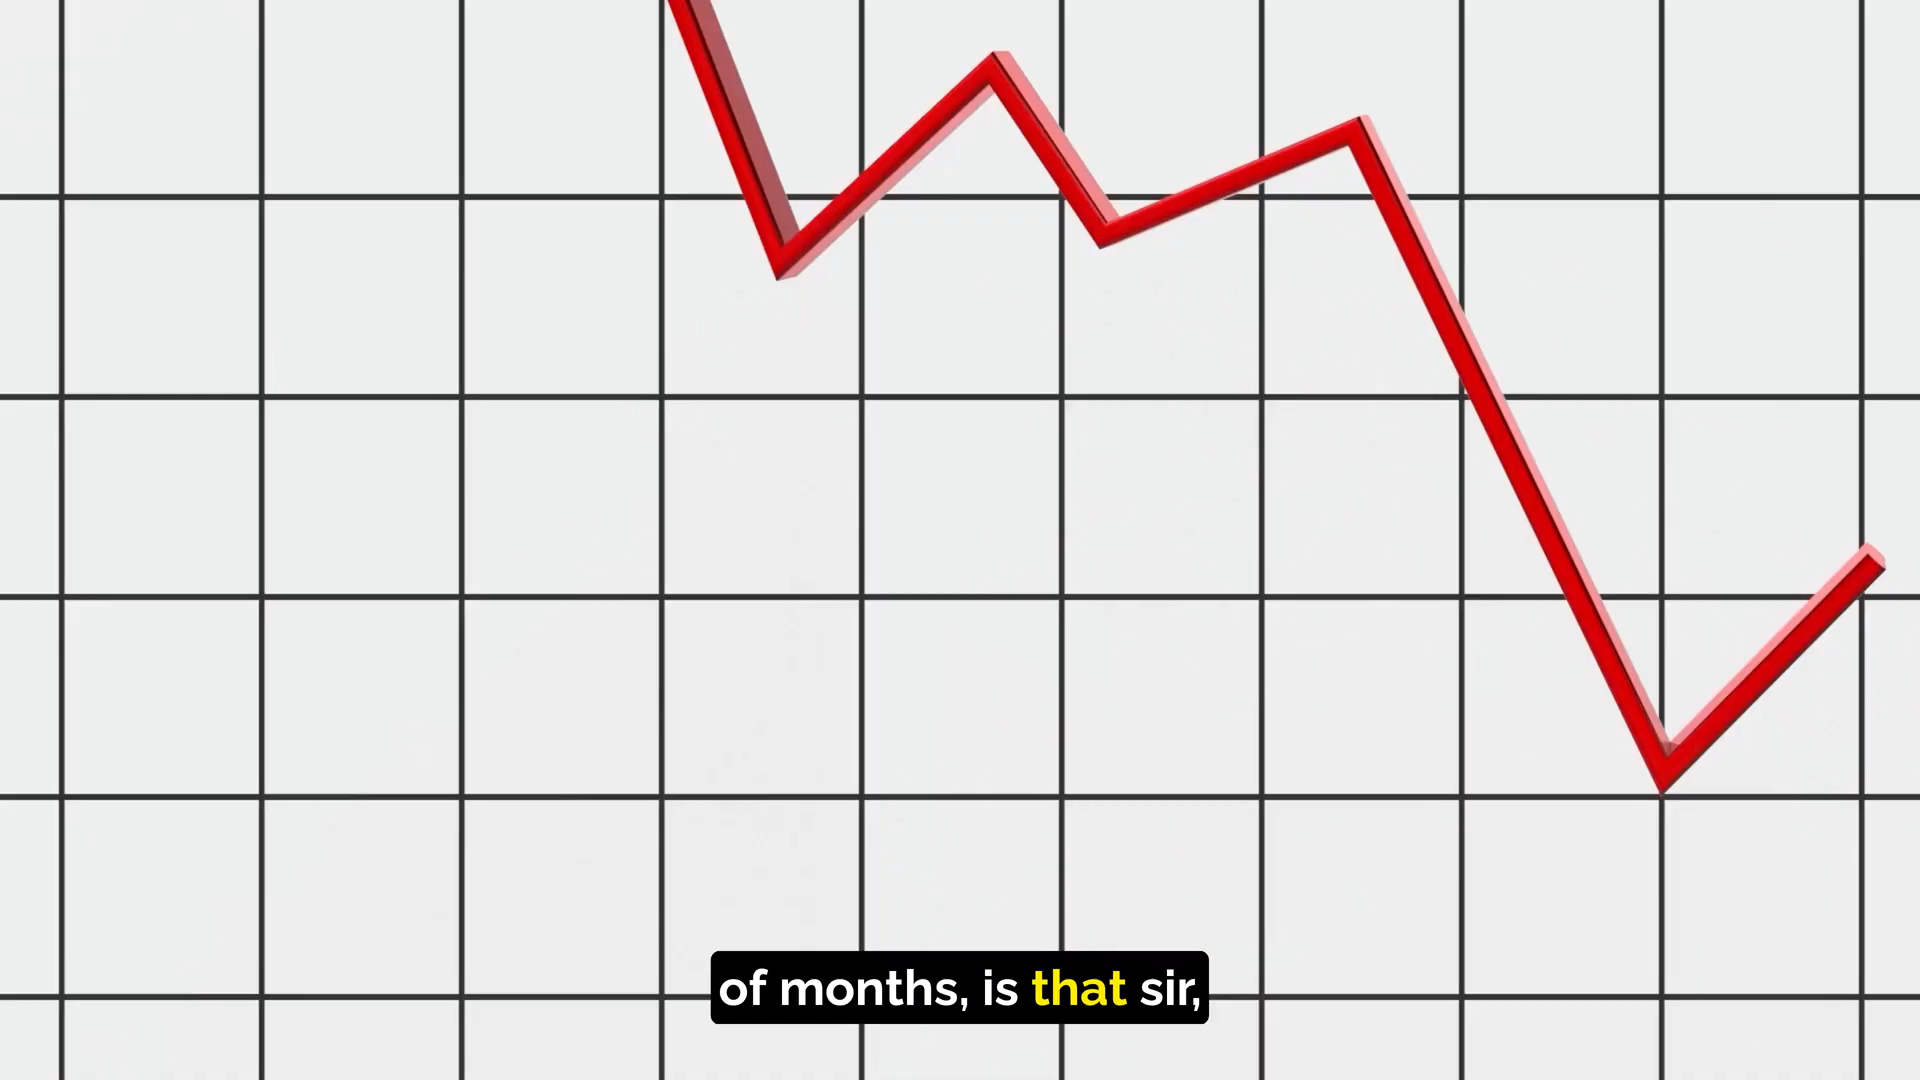 of months, is that sir,